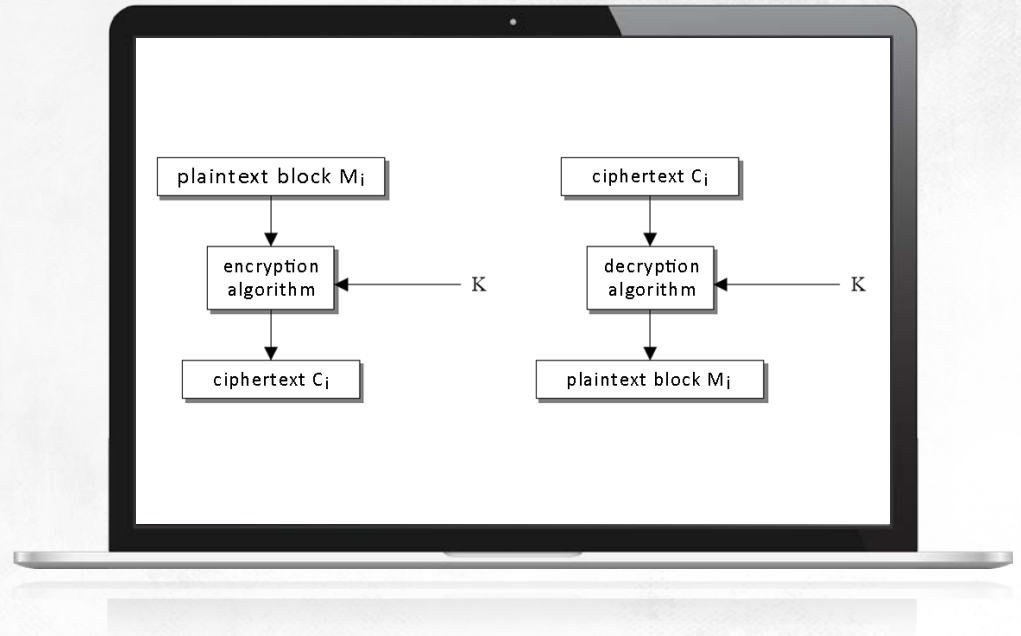 plaintext block Mi
encryption
algorithm
K
ciphertext Ci
ciphertext Ci
decryption
algorithm
K
plaintext block Mi